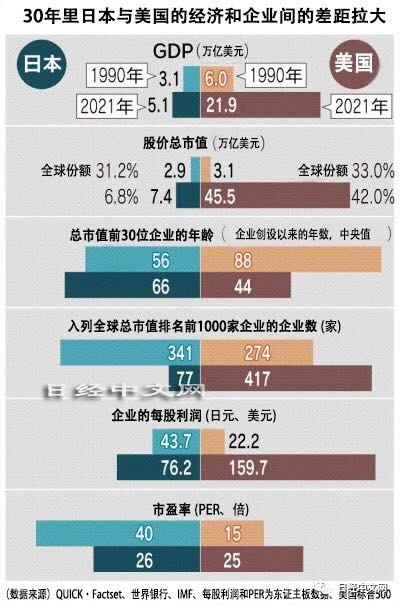 30年里日本与美国的经济和企业间的差距拉大
日本 GDP (万亿美元) 美国
1990年 3.1 6.0 1990年
2021年 5.1 21.9 2021年
股价总市值 (万亿美元)
全球份额 31.2% 2.9 3.1 全球份额 33.0%
6.8% 7.4 45.5 42.0%
总市值前30位企业的年龄 (企业创设以来的年数，中央值
56 88
66 44
入列全球总市值排名前1000家企业的企业数 (家)
341 274
77 417
日经中文网
企业的每股利润 (日元、美元)
43.7 22.2
76.2 159.7
市盈率 (PER、倍)
40 15
26 25
日经中文网
(数据来源) QUICK・Factset、世界银行、IMF、每股利润和PER为东证主板数据、美国标普500